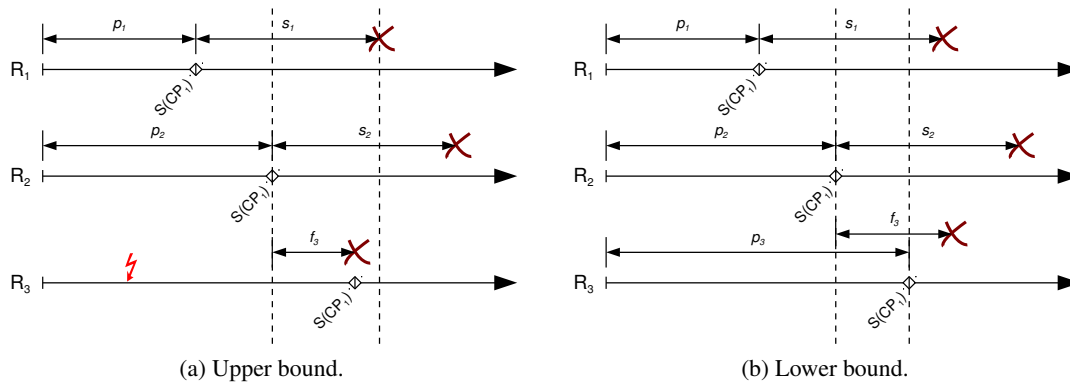 p1 s1
R1
S(CP1)
p2 s2
R2
S(CP1)
f3
R3
S(CP1)
(a) Upper bound.
p1 s1
R1
S(CP1)
p2 s2
R2
S(CP1)
f3
p3
R3
S(CP1)
(b) Lower bound.